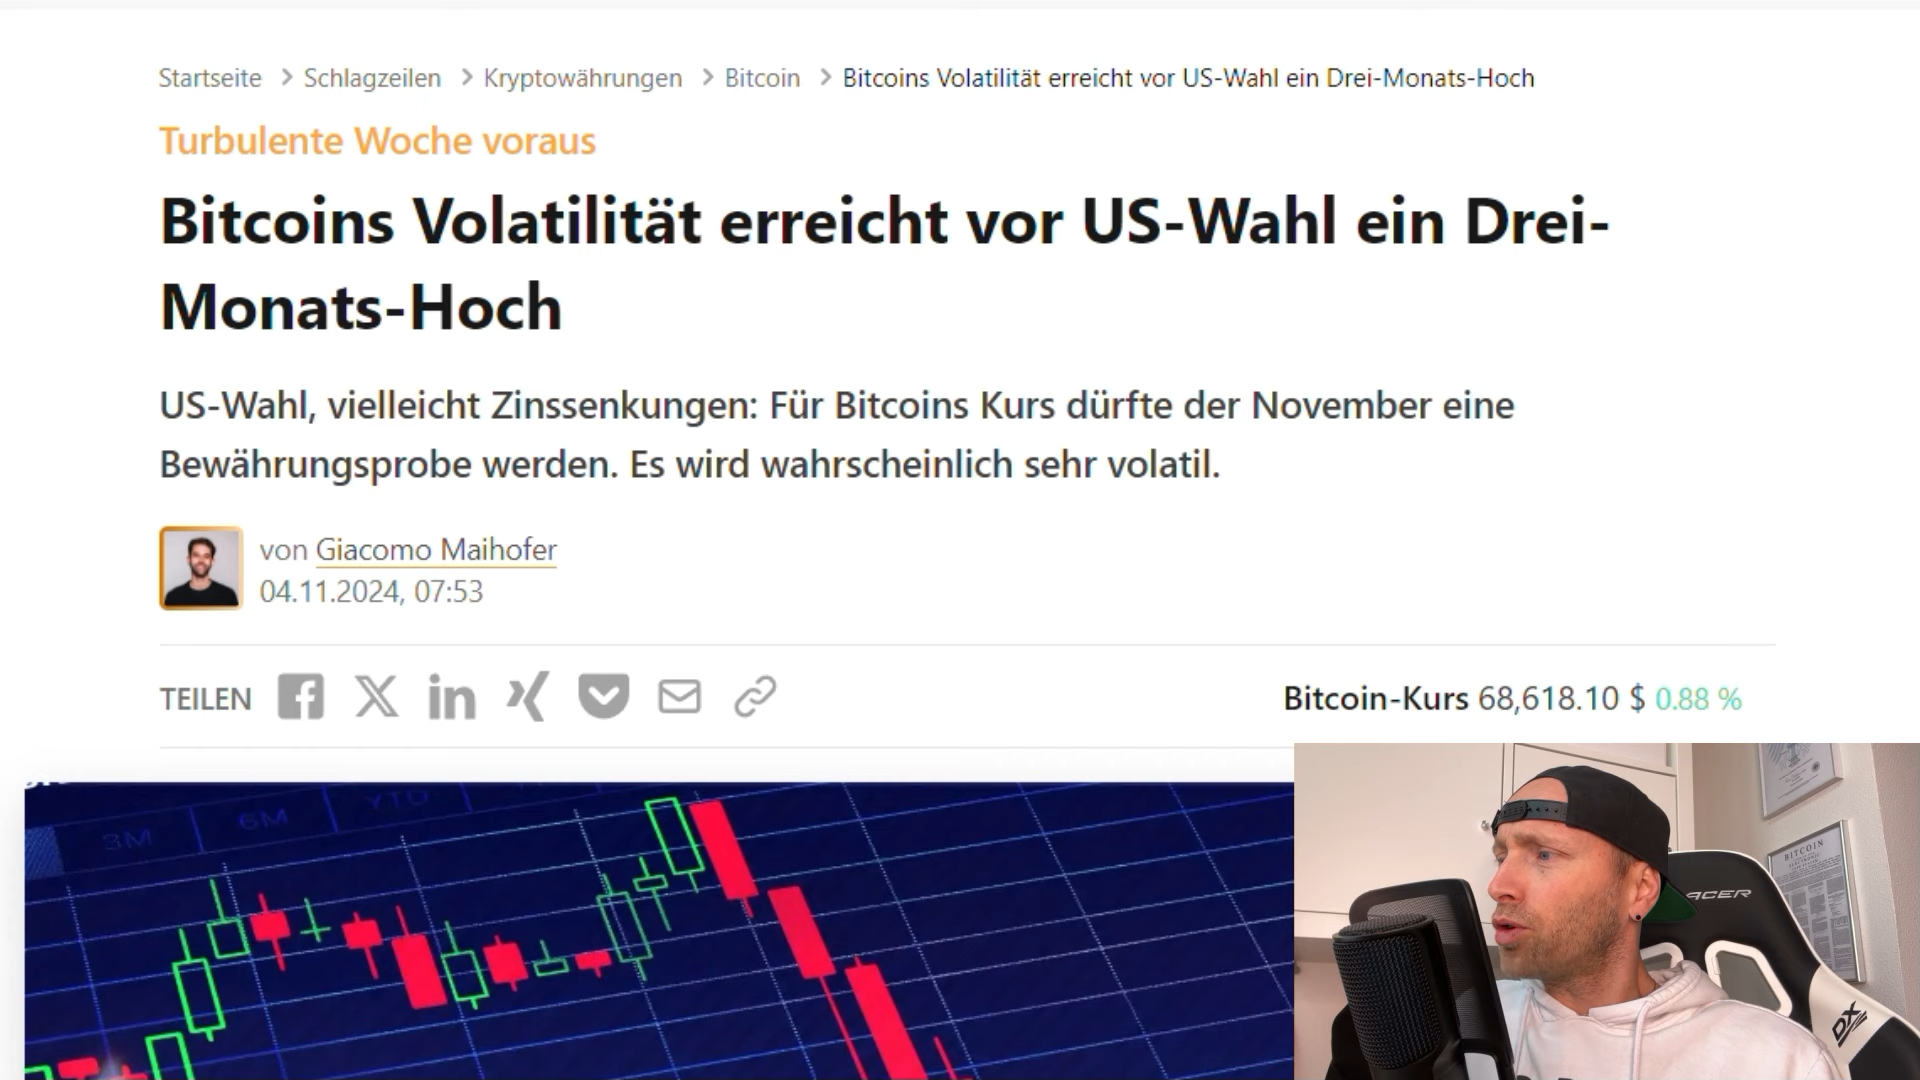 Startseite > Schlagzeilen > Kryptowährungen > Bitcoin > Bitcoins Volatilität erreicht vor US-Wahl ein Drei-Monats-Hoch
Turbulente Woche voraus
Bitcoins Volatilität erreicht vor US-Wahl ein Drei-
Monats-Hoch
US-Wahl, vielleicht Zinssenkungen: Für Bitcoins Kurs dürfte der November eine
Bewährungsprobe werden. Es wird wahrscheinlich sehr volatil.
von Giacomo Maihofer
04.11.2024, 07:53
TEILEN
Bitcoin-Kurs 68,618.10 $ 0.88 %
3M 6M YTD
BITCOIN
ACER
DX